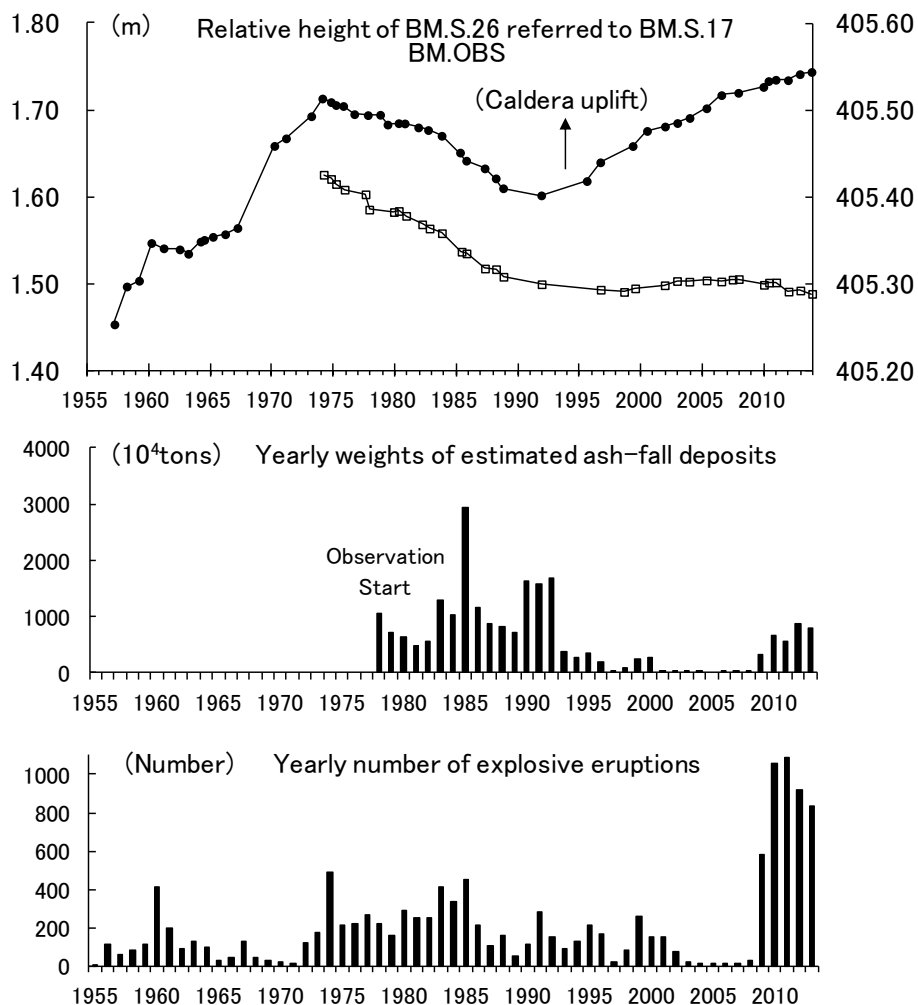 1.80 (m) Relative height of BM.S.26 referred to BM.S.17 405.60
BM.OBS
(Caldera uplift)
1.70 405.50
1.60 405.40
1.50 405.30
1.40 405.20
1955 1960 1965 1970 1975 1980 1985 1990 1995 2000 2005 2010
4000 (10⁴tons) Yearly weights of estimated ash-fall deposits
3000
Observation
Start
2000
1000
0
1955 1960 1965 1970 1975 1980 1985 1990 1995 2000 2005 2010
(Number) Yearly number of explosive eruptions
1000
800
600
400
200
0
1955 1960 1965 1970 1975 1980 1985 1990 1995 2000 2005 2010